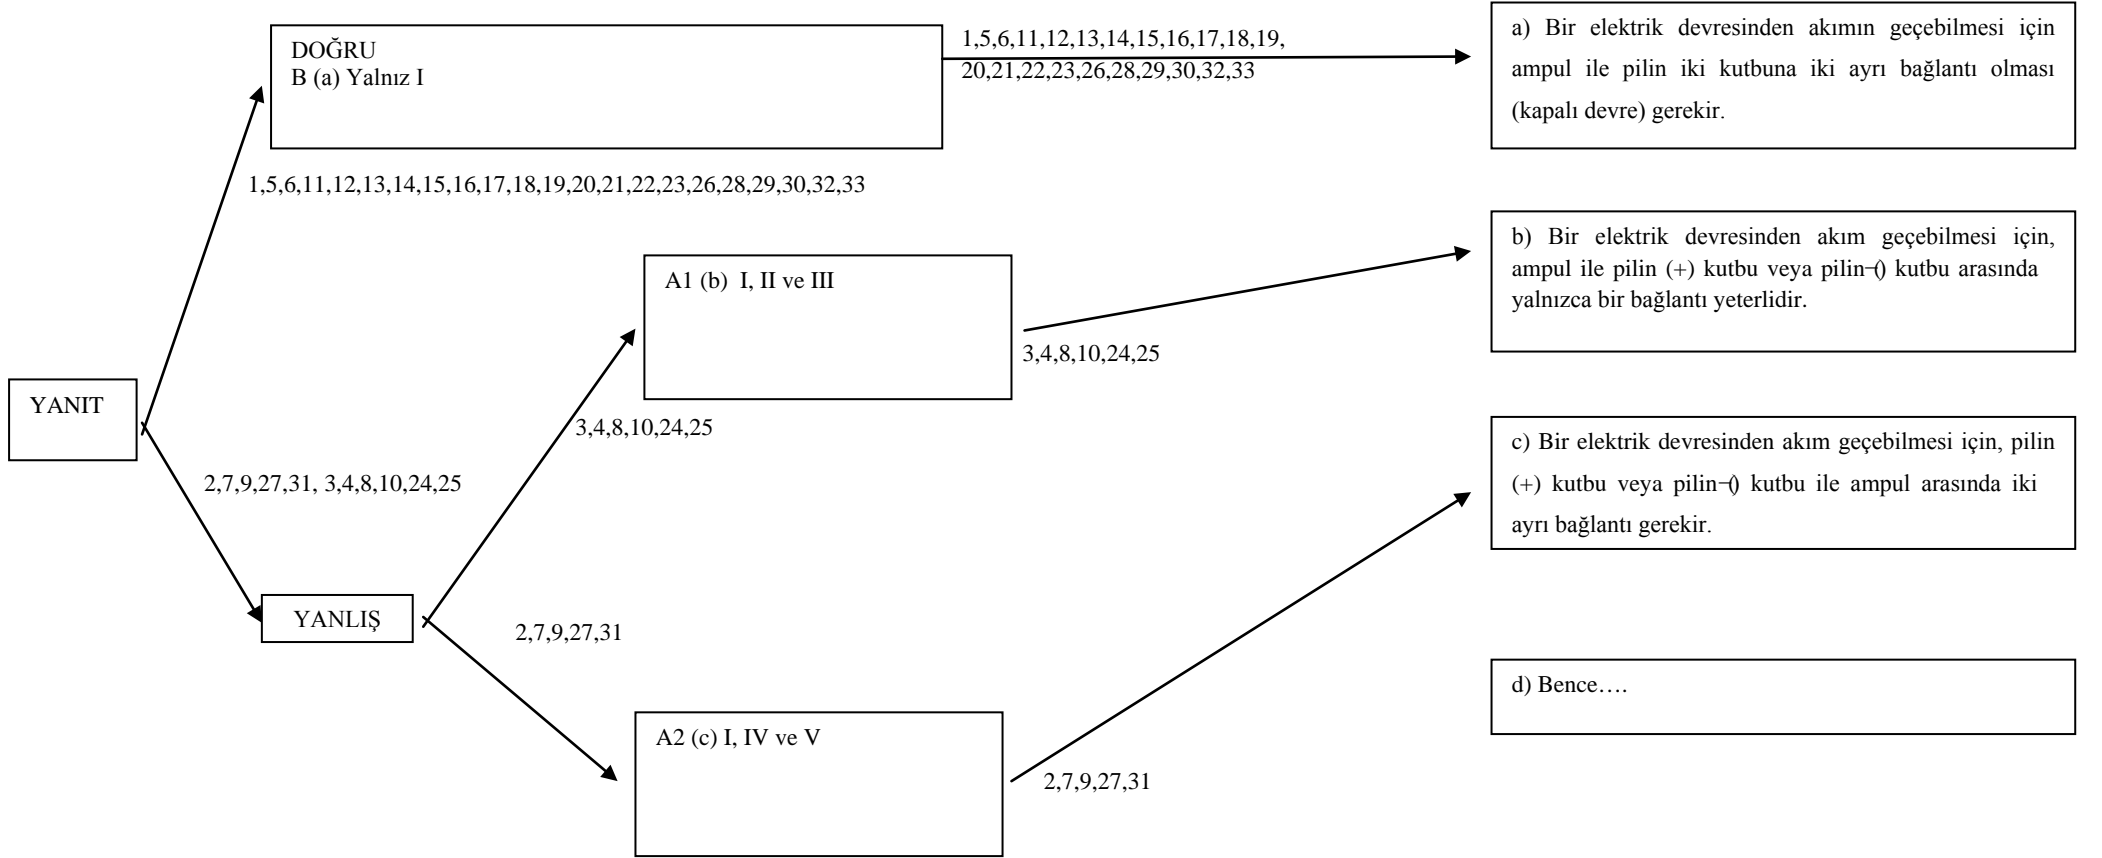 DOĞRU
B (a) Yalnız I
1,5,6,11,12,13,14,15,16,17,18,19,
20,21,22,23,26,28,29,30,32,33
a) Bir elektrik devresinden akımın geçebilmesi için
ampul ile pilin iki kutbuna iki ayrı bağlantı olması
(kapalı devre) gerekir.
1,5,6,11,12,13,14,15,16,17,18,19,20,21,22,23,26,28,29,30,32,33
A1 (b) I, II ve III
3,4,8,10,24,25
b) Bir elektrik devresinden akım geçebilmesi için,
ampul ile pilin (+) kutbu veya pilin–() kutbu arasında
yalnızca bir bağlantı yeterlidir.
YANIT
3,4,8,10,24,25
2,7,9,27,31, 3,4,8,10,24,25
c) Bir elektrik devresinden akım geçebilmesi için, pilin
(+) kutbu veya pilin–() kutbu ile ampul arasında iki
ayrı bağlantı gerekir.
YANLIŞ
2,7,9,27,31
A2 (c) I, IV ve V
2,7,9,27,31
d) Bence….